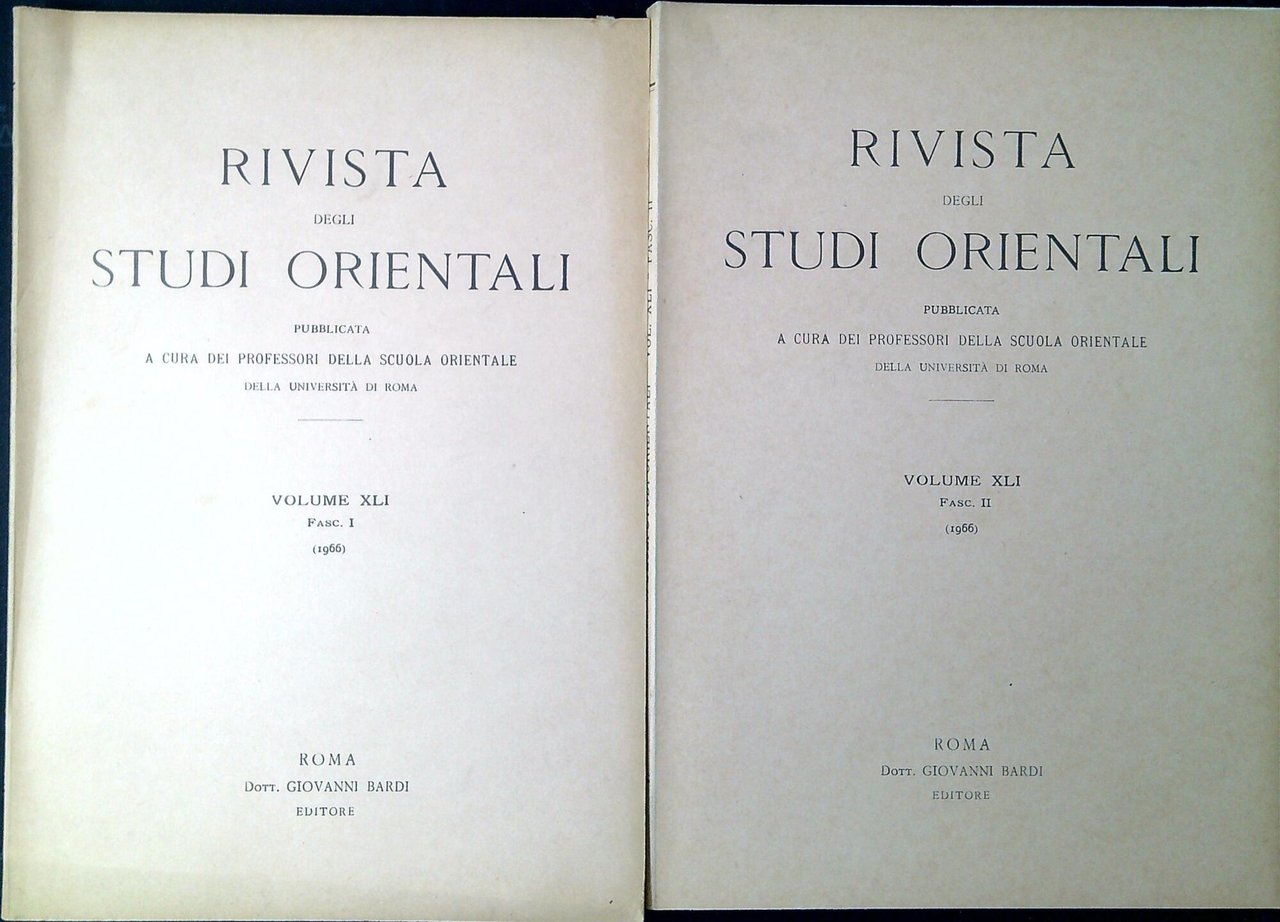 RIVISTA
DEGLI
STUDI ORIENTALI
PUBBLICATA
A CURA DEI PROFESSORI DELLA SCUOLA ORIENTALE
DELLA UNIVERSITÀ DI ROMA
VOLUME XLI
FASC. I
(1966)
ROMA
DOTT. GIOVANNI BARDI
EDITORE
RIVISTA
DEGLI
STUDI ORIENTALI
PUBBLICATA
A CURA DEI PROFESSORI DELLA SCUOLA ORIENTALE
DELLA UNIVERSITÀ DI ROMA
VOLUME XLI
FASC. II
(1966)
ROMA
DOTT. GIOVANNI BARDI
EDITORE